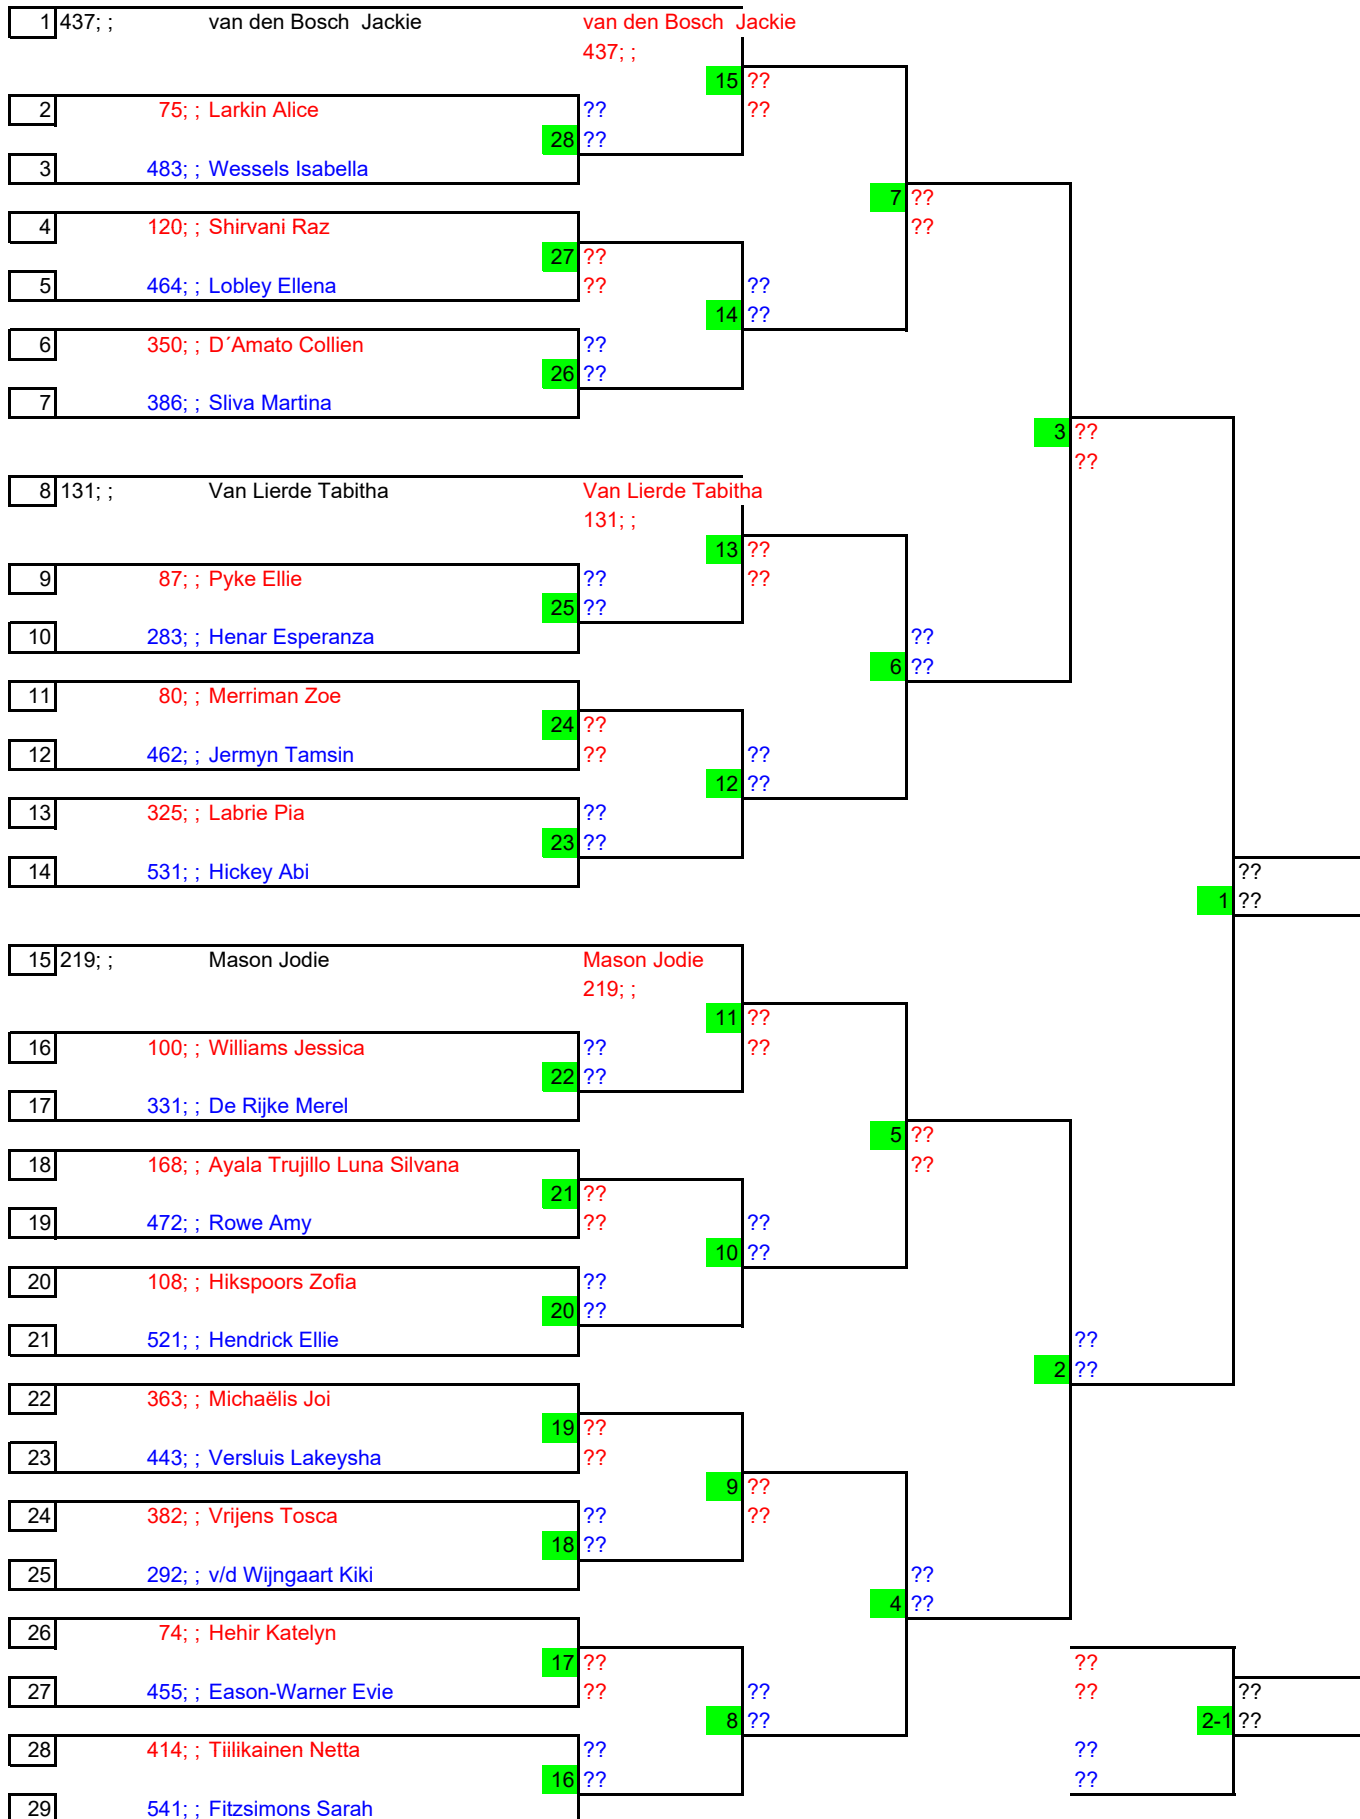 1 437; ; van den Bosch  Jackie van den Bosch  Jackie
437; ;
15 ??
2 75; ; Larkin Alice ?? ??
28 ??
3 483; ; Wessels Isabella
7 ??
4 120; ; Shirvani Raz ??
27 ??
5 464; ; Lobley Ellena ?? ??
14 ??
6 350; ; D´Amato Collien ??
26 ??
7 386; ; Sliva Martina
3 ??
??
8 131; ; Van Lierde Tabitha Van Lierde Tabitha
131; ;
13 ??
9 87; ; Pyke Ellie ?? ??
25 ??
10 283; ; Henar Esperanza ??
6 ??
11 80; ; Merriman Zoe
24 ??
12 462; ; Jermyn Tamsin ?? ??
12 ??
13 325; ; Labrie Pia ??
23 ??
14 531; ; Hickey Abi ??
1 ??
15 219; ; Mason Jodie Mason Jodie
219; ;
11 ??
16 100; ; Williams Jessica ?? ??
22 ??
17 331; ; De Rijke Merel
5 ??
18 168; ; Ayala Trujillo Luna Silvana ??
21 ??
19 472; ; Rowe Amy ?? ??
10 ??
20 108; ; Hikspoors Zofia ??
20 ??
21 521; ; Hendrick Ellie ??
2 ??
22 363; ; Michaëlis Joi
19 ??
23 443; ; Versluis Lakeysha ??
9 ??
24 382; ; Vrijens Tosca ?? ??
18 ??
25 292; ; v/d Wijngaart Kiki ??
4 ??
26 74; ; Hehir Katelyn
17 ?? ??
27 455; ; Eason-Warner Evie ?? ?? ?? ??
8 ?? 2-1 ??
28 414; ; Tiilikainen Netta ?? ??
16 ?? ??
29 541; ; Fitzsimons Sarah